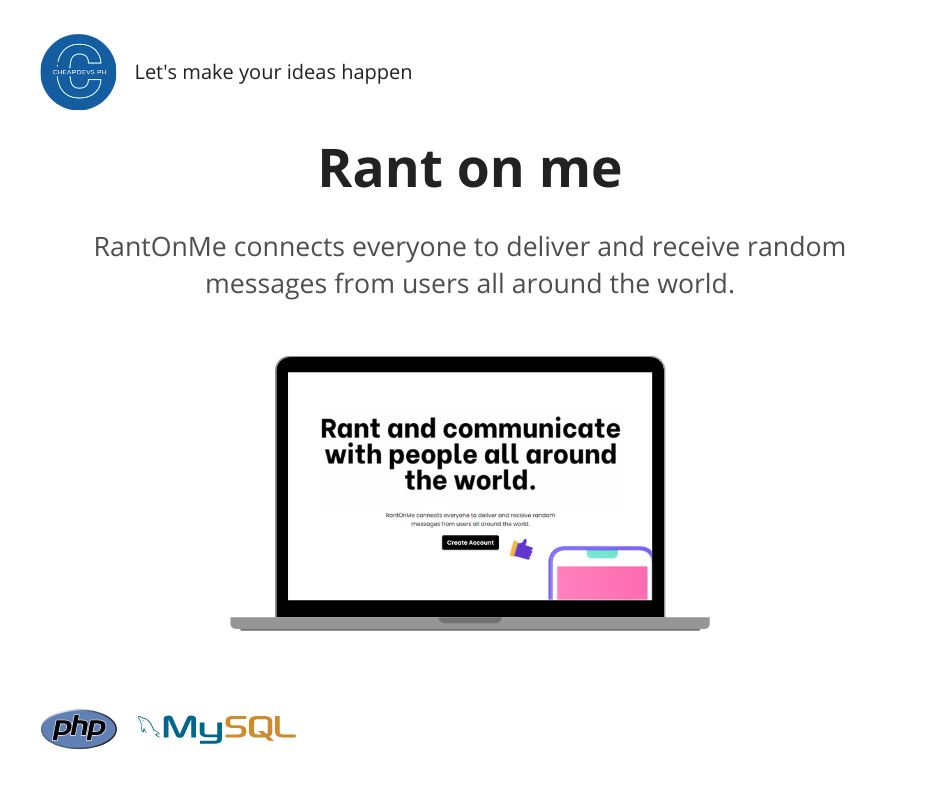 CHEAPDEVS PH
Let's make your ideas happen
Rant on me
RantOnMe connects everyone to deliver and receive random
messages from users all around the world.
Rant and communicate
with people all around
the world.
RantOnMe connects everyone to deliver and receive random
messages from users all around the world.
Create Account
php
MySQL